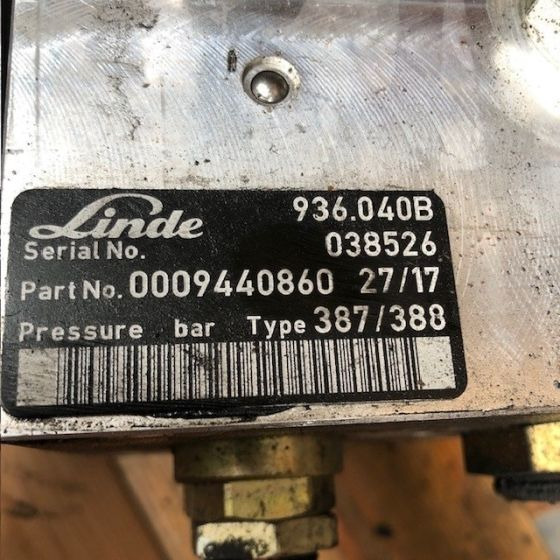 Linde 936.040B
Serial No. 038526
Part No. 0009440860 27/17
Pressure bar Type 387/388